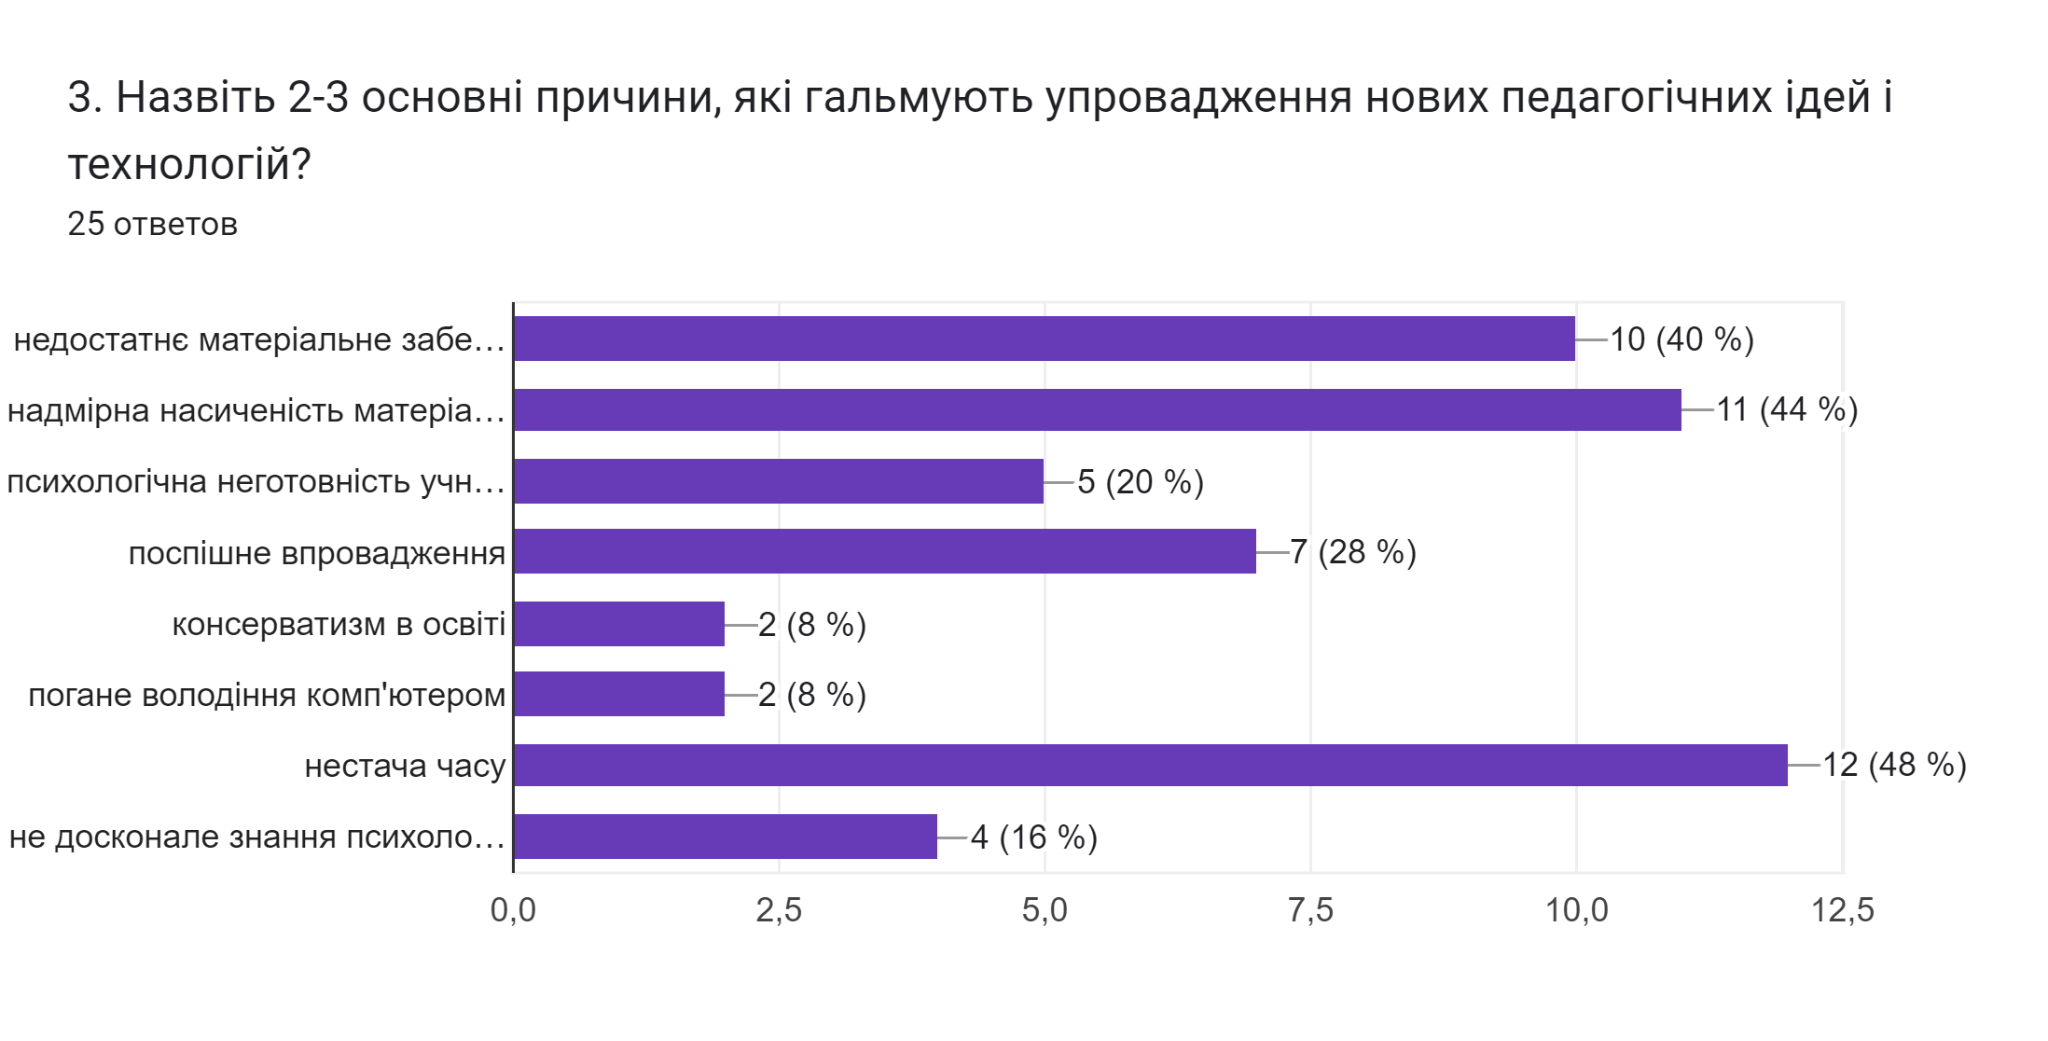 3. Назвіть 2-3 основні причини, які гальмують упровадження нових педагогічних ідей і
технологій?
25 ответов
недостатнє матеріальне забе… 10 (40 %)
надмірна насиченість матеріа… 11 (44 %)
психологічна неготовність учн… 5 (20 %)
поспішне впровадження 7 (28 %)
консерватизм в освіті 2 (8 %)
погане володіння комп'ютером 2 (8 %)
нестача часу 12 (48 %)
не досконале знання психоло… 4 (16 %)
0,0 2,5 5,0 7,5 10,0 12,5